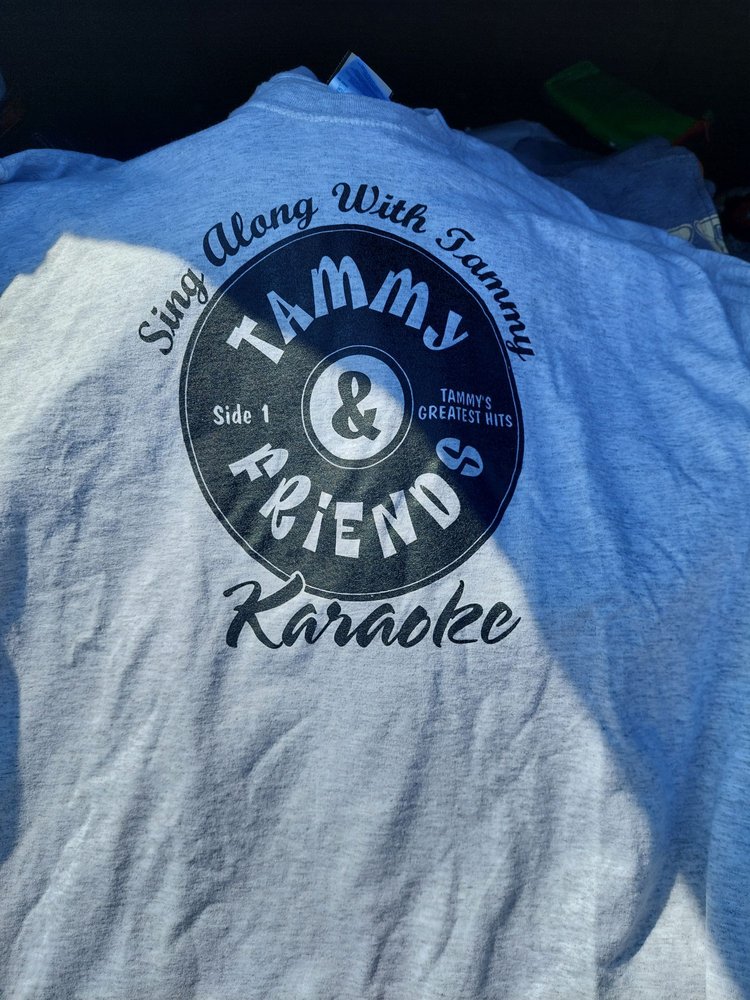 Sing Along With Tammy
TAMMY
Side 1
&
TAMMY'S
GREATEST HITS
FRiENDS
Karaoke